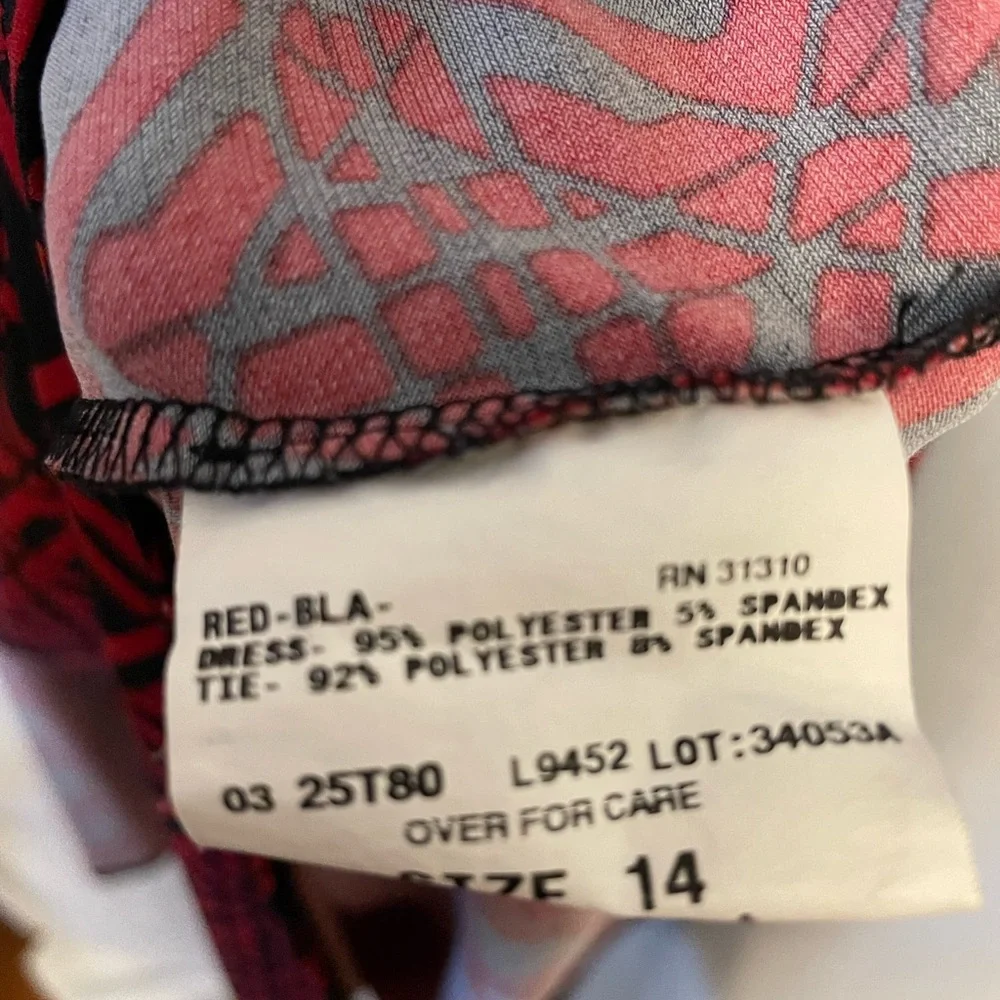 RN 31310
RED-BLA-
DRESS- 95% POLYESTER 5% SPANDEX
TIE- 92% POLYESTER 8% SPANDEX
03 25T80 L9452 LOT:34053A
OVER FOR CARE
SIZE 14